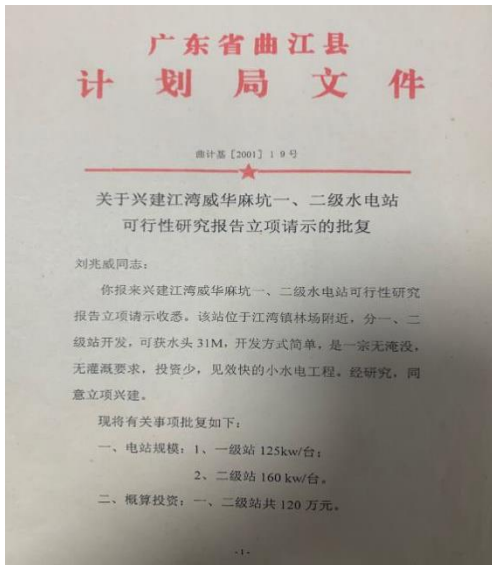 广东省曲江县
计划局文件
曲计基［2001］19号
关于兴建江湾威华麻坑一、二级水电站
可行性研究报告立项请示的批复
刘兆威同志：
你报来兴建江湾威华麻坑一、二级水电站可行性研究
报告立项请示收悉。该站位于江湾镇林场附近，分一、二
级站开发，可获水头31M，开发方式简单，是一宗无淹没，
无灌溉要求，投资少，见效快的小水电工程。经研究，同
意立项兴建。
现将有关事项批复如下：
一、电站规模：1、一级站125kw/台；
2、二级站160 kw/台。
二、概算投资：一、二级站共120万元。
-1-